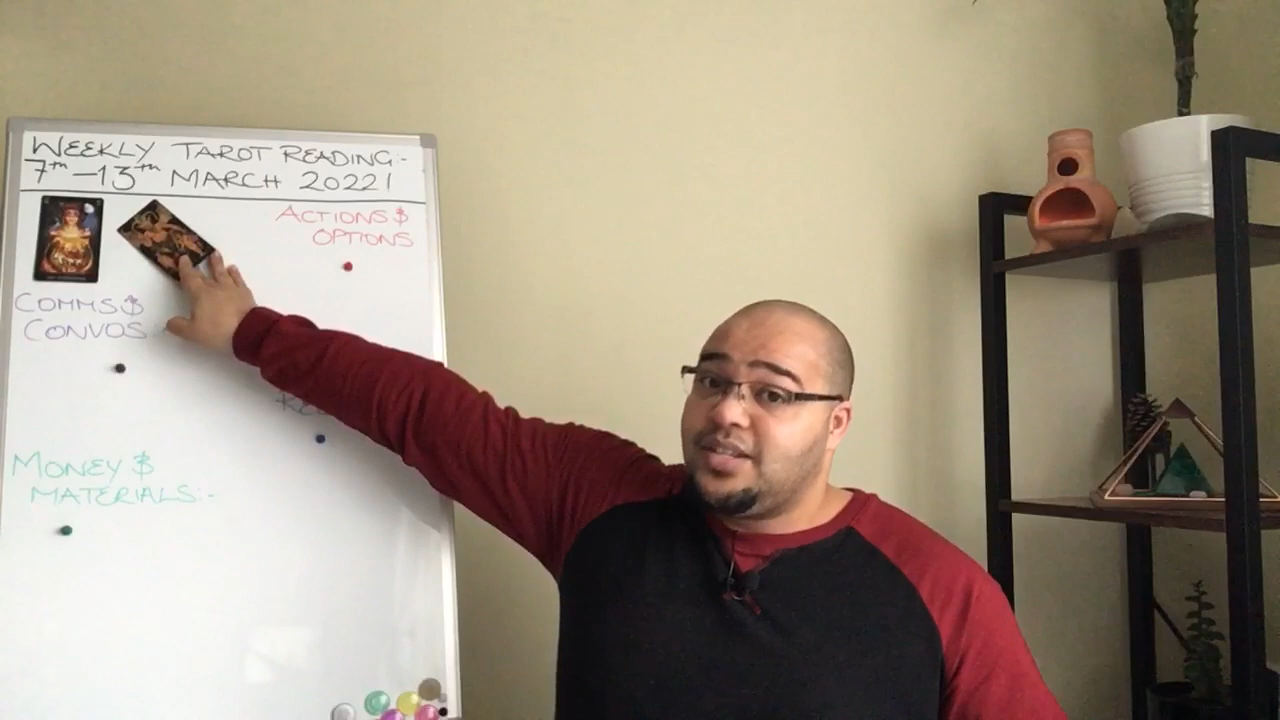 WEEKLY TAROT READING:-
7th-13th MARCH 2022!
ACTIONS &
OPTIONS
COMMS &
CONVOS
MONEY &
MATERIALS:-